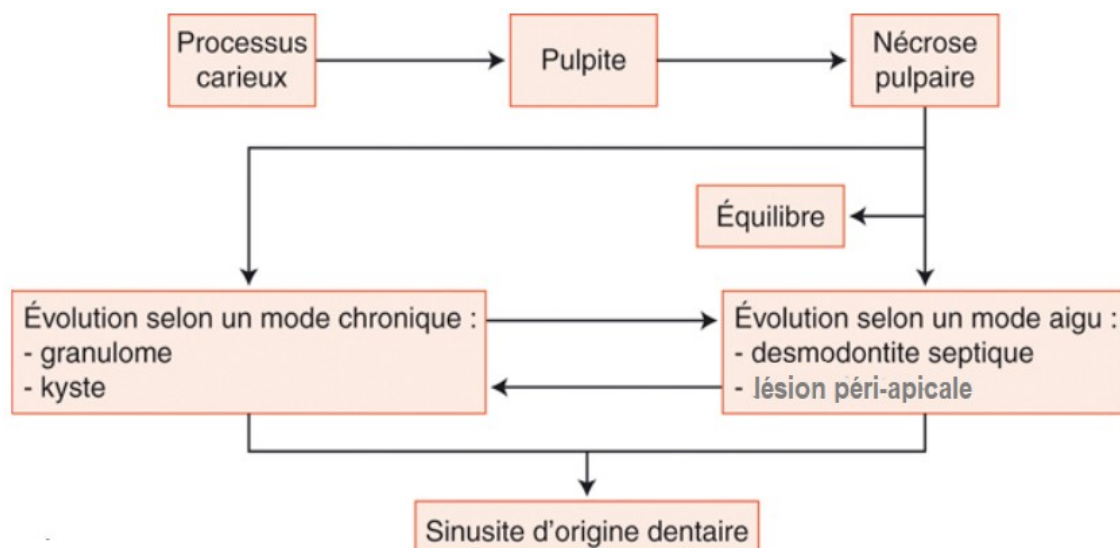 Processus
carieux
Pulpite
Nécrose
pulpaire
Équilibre
Évolution selon un mode chronique :
- granulome
- kyste
Évolution selon un mode aigu :
- desmodontite septique
- lésion péri-apicale
Sinusite d'origine dentaire